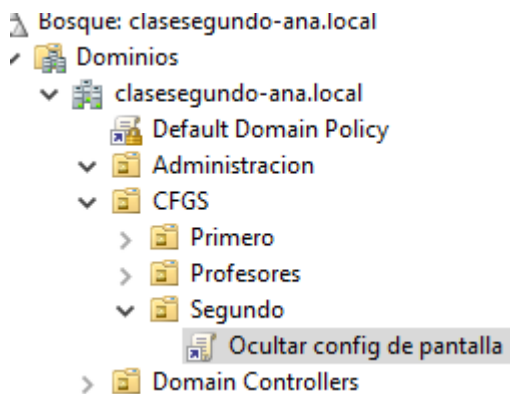 Bosque: clasesegundo-ana.local
Dominios
clasesegundo-ana.local
Default Domain Policy
Administracion
CFGS
Primero
Profesores
Segundo
Ocultar config de pantalla
Domain Controllers